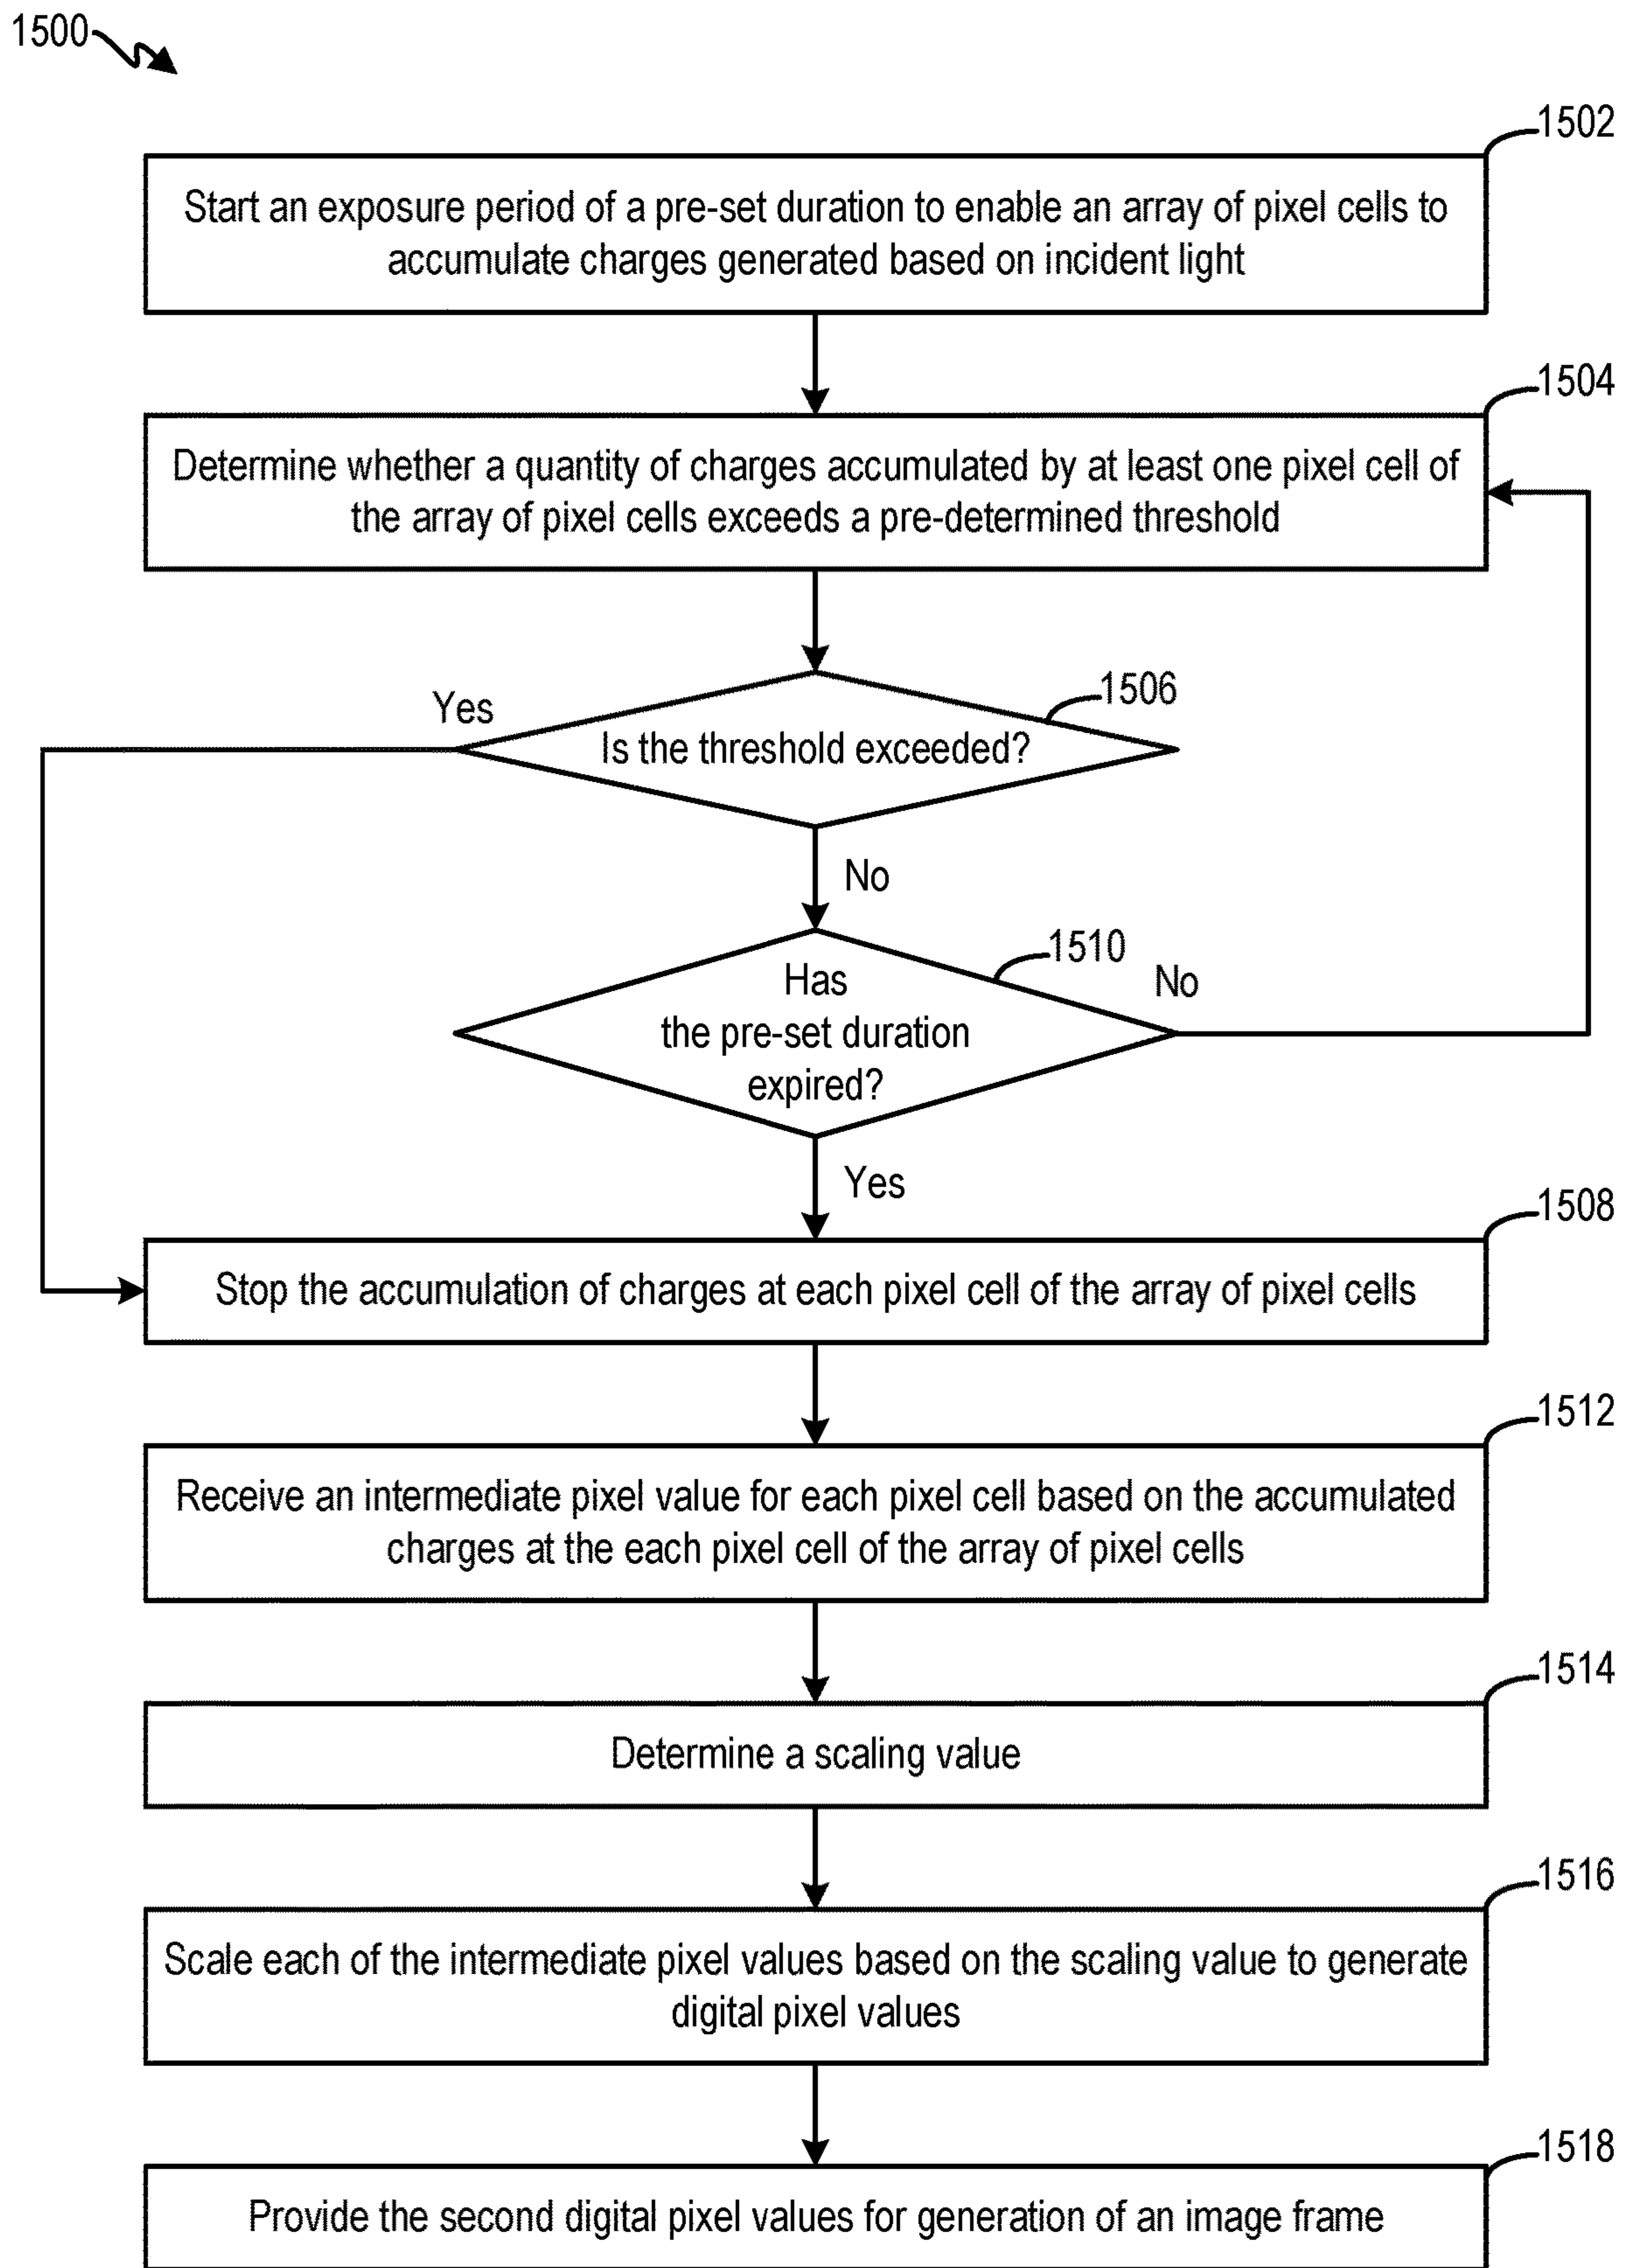 1500
1502
Start an exposure period of a pre-set duration to enable an array of pixel cells to
accumulate charges generated based on incident light
1504
Determine whether a quantity of charges accumulated by at least one pixel cell of
the array of pixel cells exceeds a pre-determined threshold
1506
Yes
Is the threshold exceeded?
No
1510
Has
the pre-set duration
expired?
No
Yes
1508
Stop the accumulation of charges at each pixel cell of the array of pixel cells
1512
Receive an intermediate pixel value for each pixel cell based on the accumulated
charges at the each pixel cell of the array of pixel cells
1514
Determine a scaling value
1516
Scale each of the intermediate pixel values based on the scaling value to generate
digital pixel values
1518
Provide the second digital pixel values for generation of an image frame